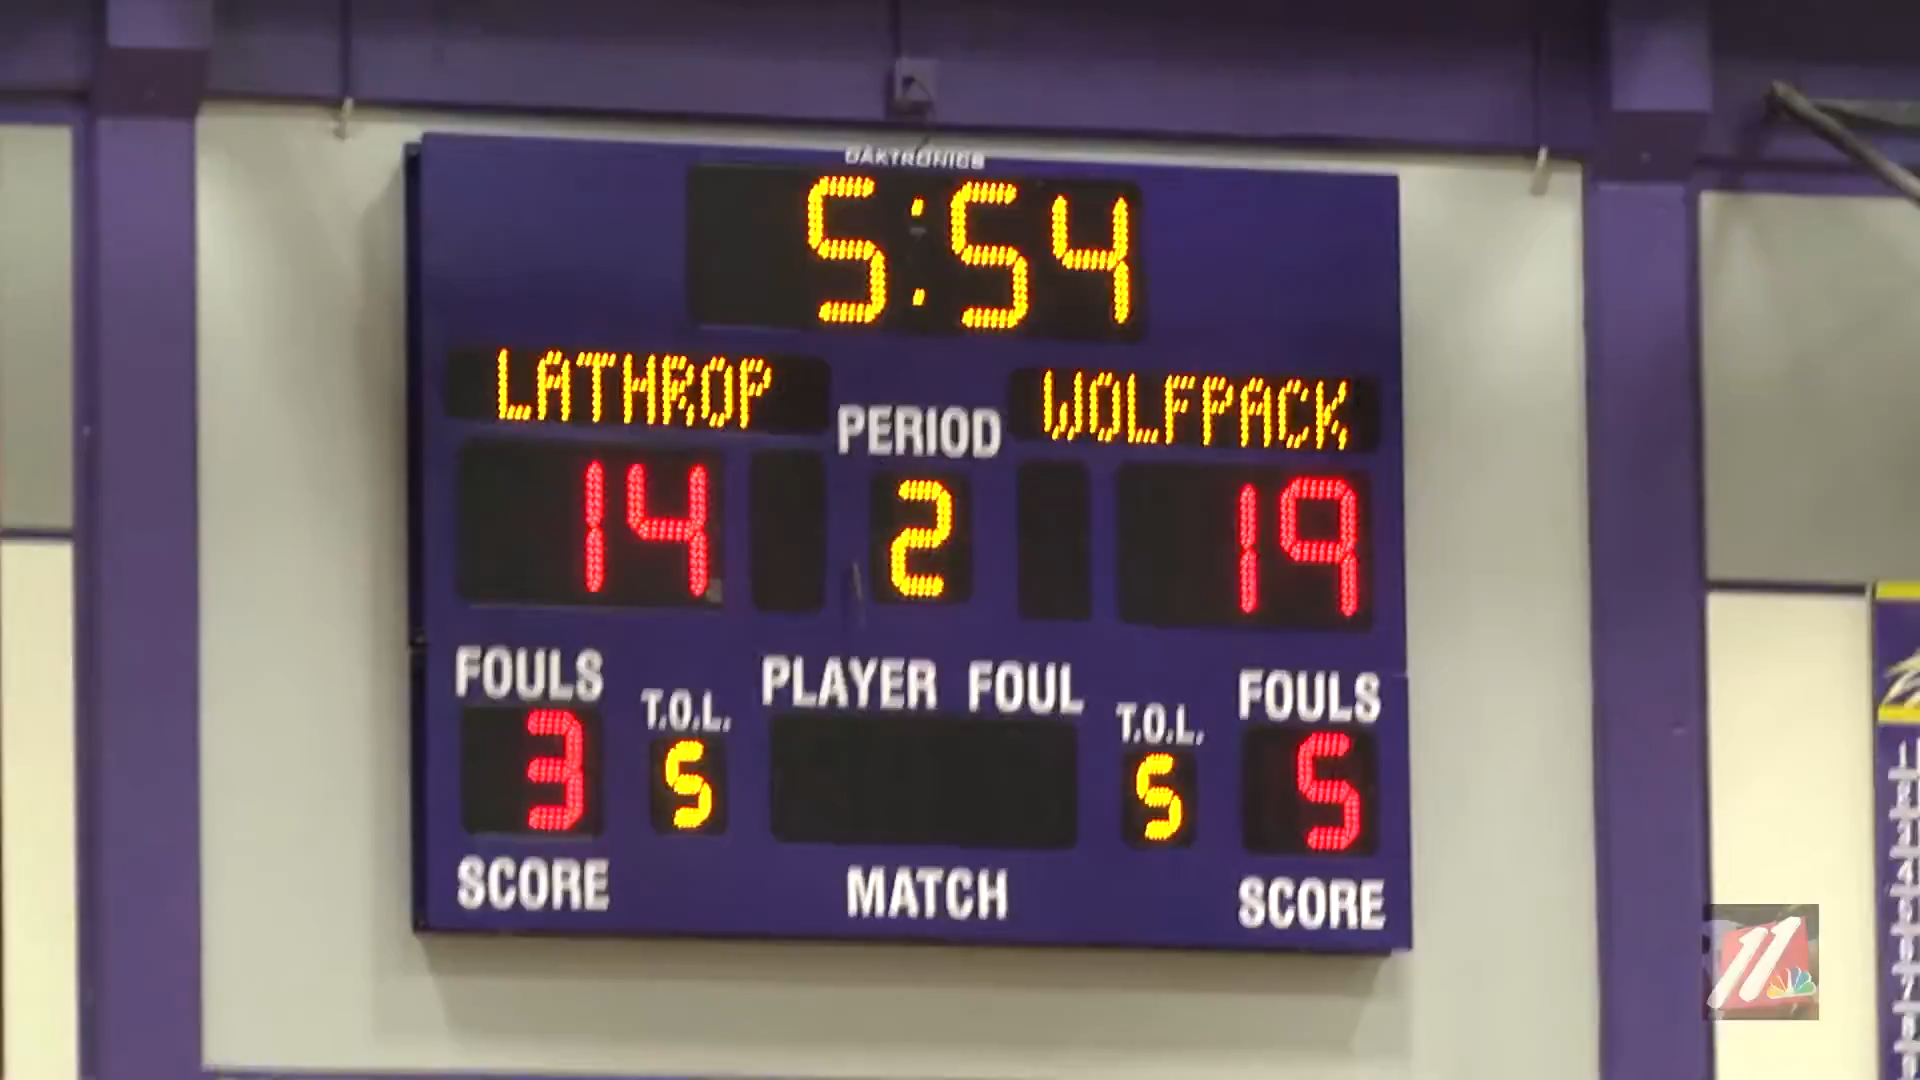 DAKTRONICS
5:54
LATHROP
WOLFPACK
PERIOD
14
2
19
FOULS
T.O.L.
PLAYER FOUL
T.O.L.
FOULS
3
5
5
5
SCORE
MATCH
SCORE
11